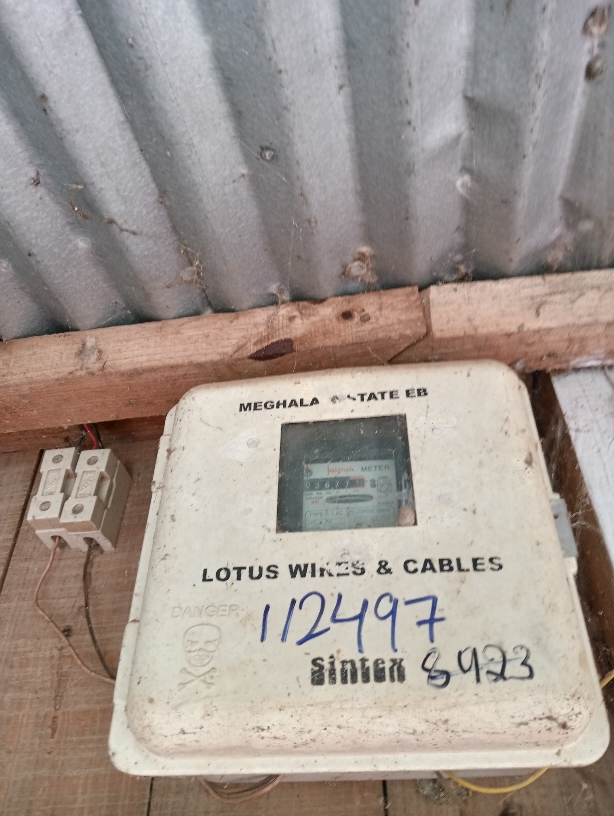 MEGHALA STATE EB
METER
LOTUS WIRES & CABLES
DANGER
112497
Sintex 8923